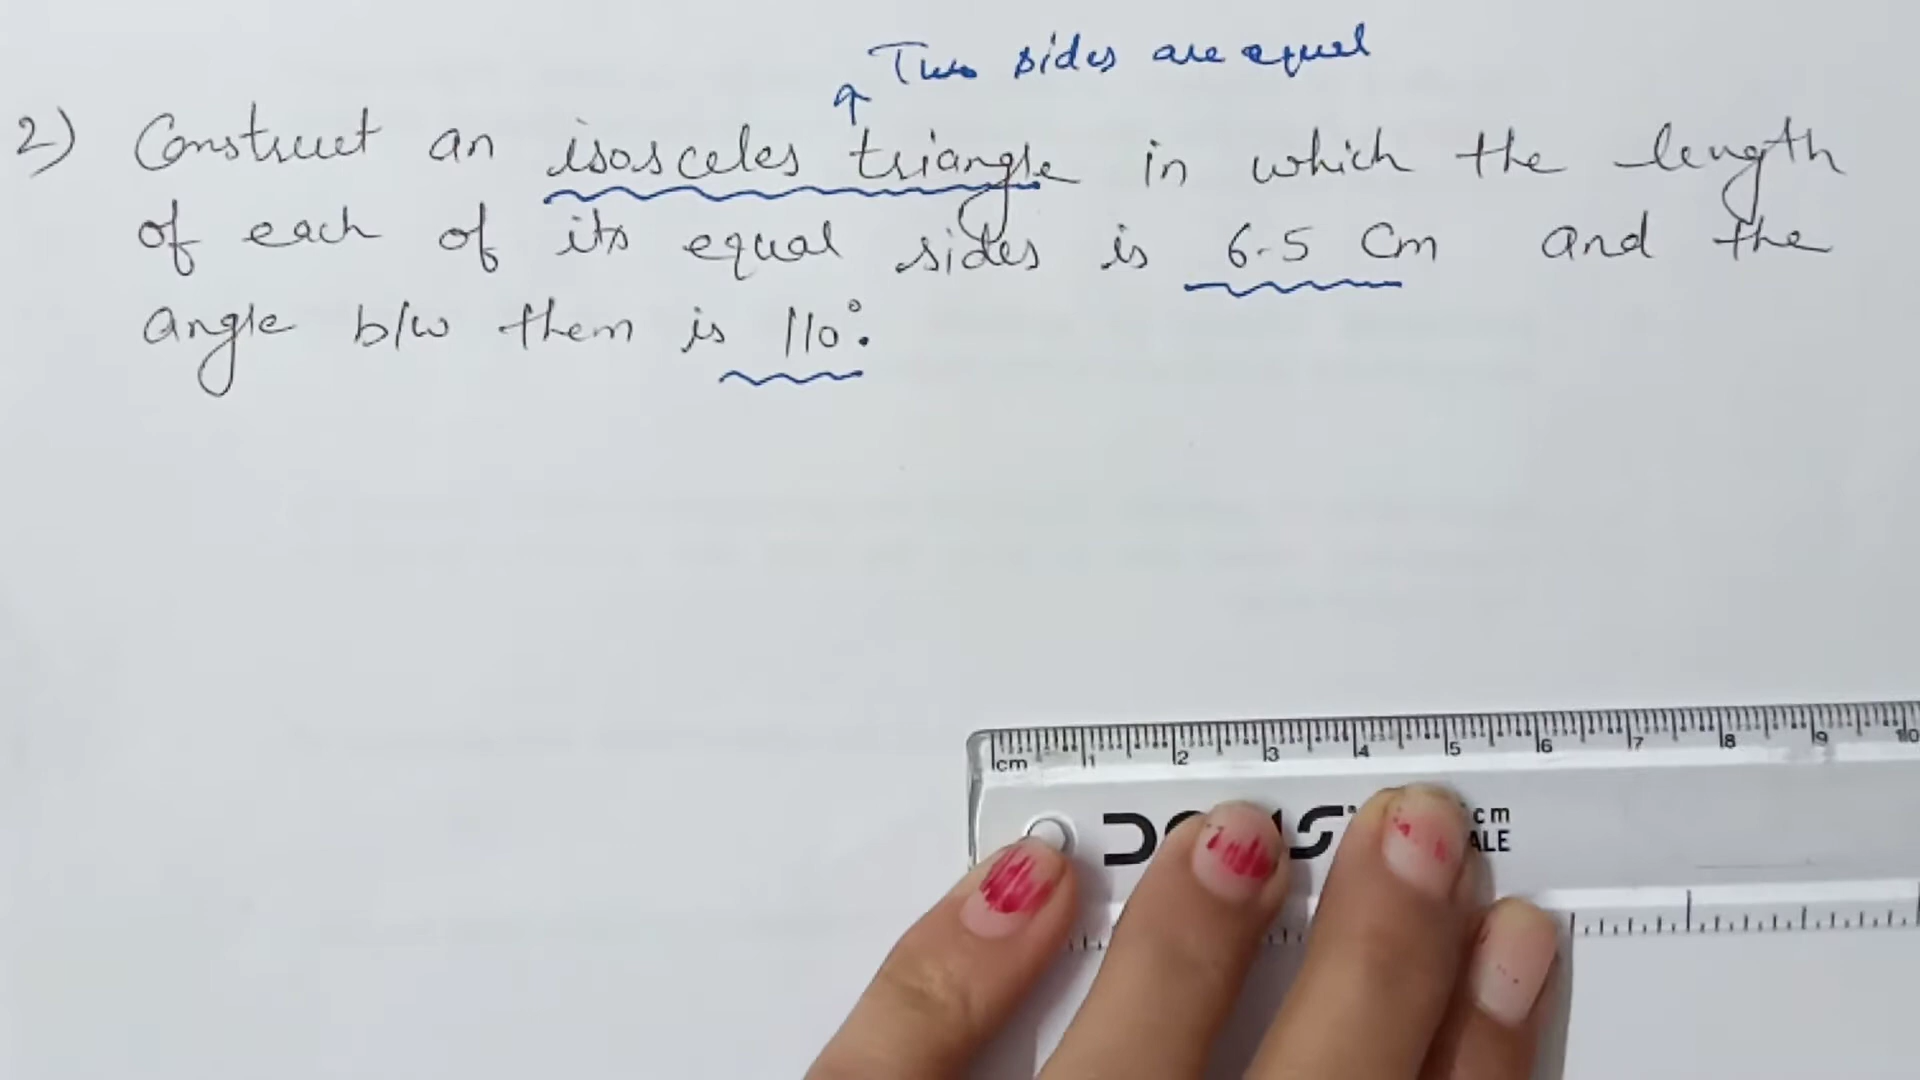 Two sides are equal
2) Construct an isosceles triangle in which the length
of each of its equal sides is 6.5 cm and the
angle b/w them is 110°.
cm 1 2 3 4 5 6 7 8 9 10
cm